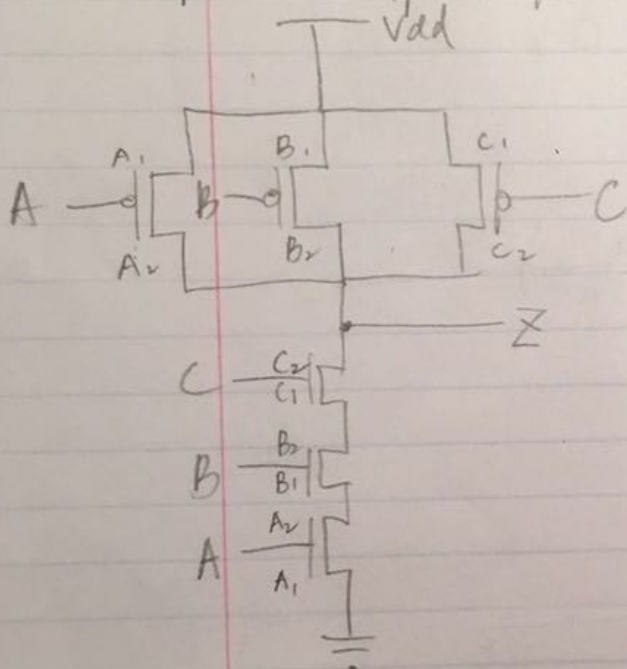 Vdd
A₁ B₁ C₁
A B C
A₂ B₂ C₂
Z
C C₂
C₁
B B₂
B₁
A A₂
A₁